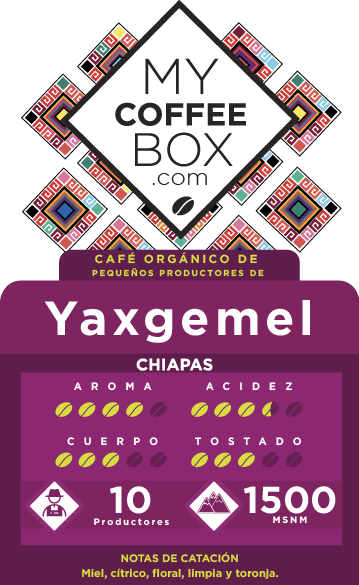 MY
COFFEE
BOX
.com
CAFÉ ORGÁNICO DE
PEQUEÑOS PRODUCTORES DE
Yaxgemel
CHIAPAS
AROMA ACIDEZ
CUERPO TOSTADO
10 1500
Productores MSNM
NOTAS DE CATACIÓN
Miel, cítrico, floral, limpia y toronja.